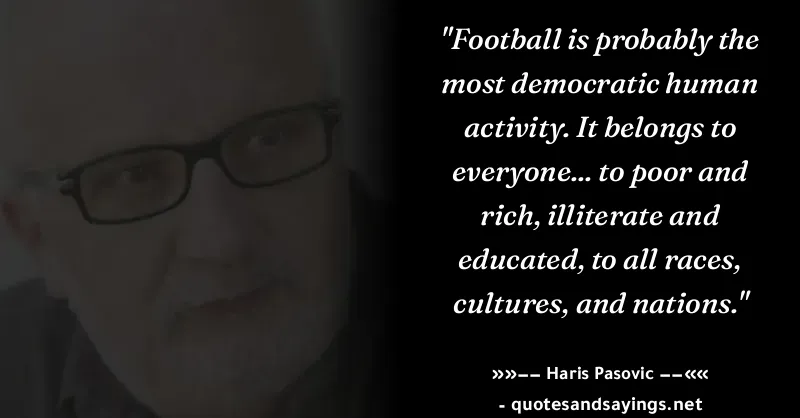 "Football is probably the
most democratic human
activity. It belongs to
everyone... to poor and
rich, illiterate and
educated, to all races,
cultures, and nations."
»»−− Haris Pasovic −−««
- quotesandsayings.net